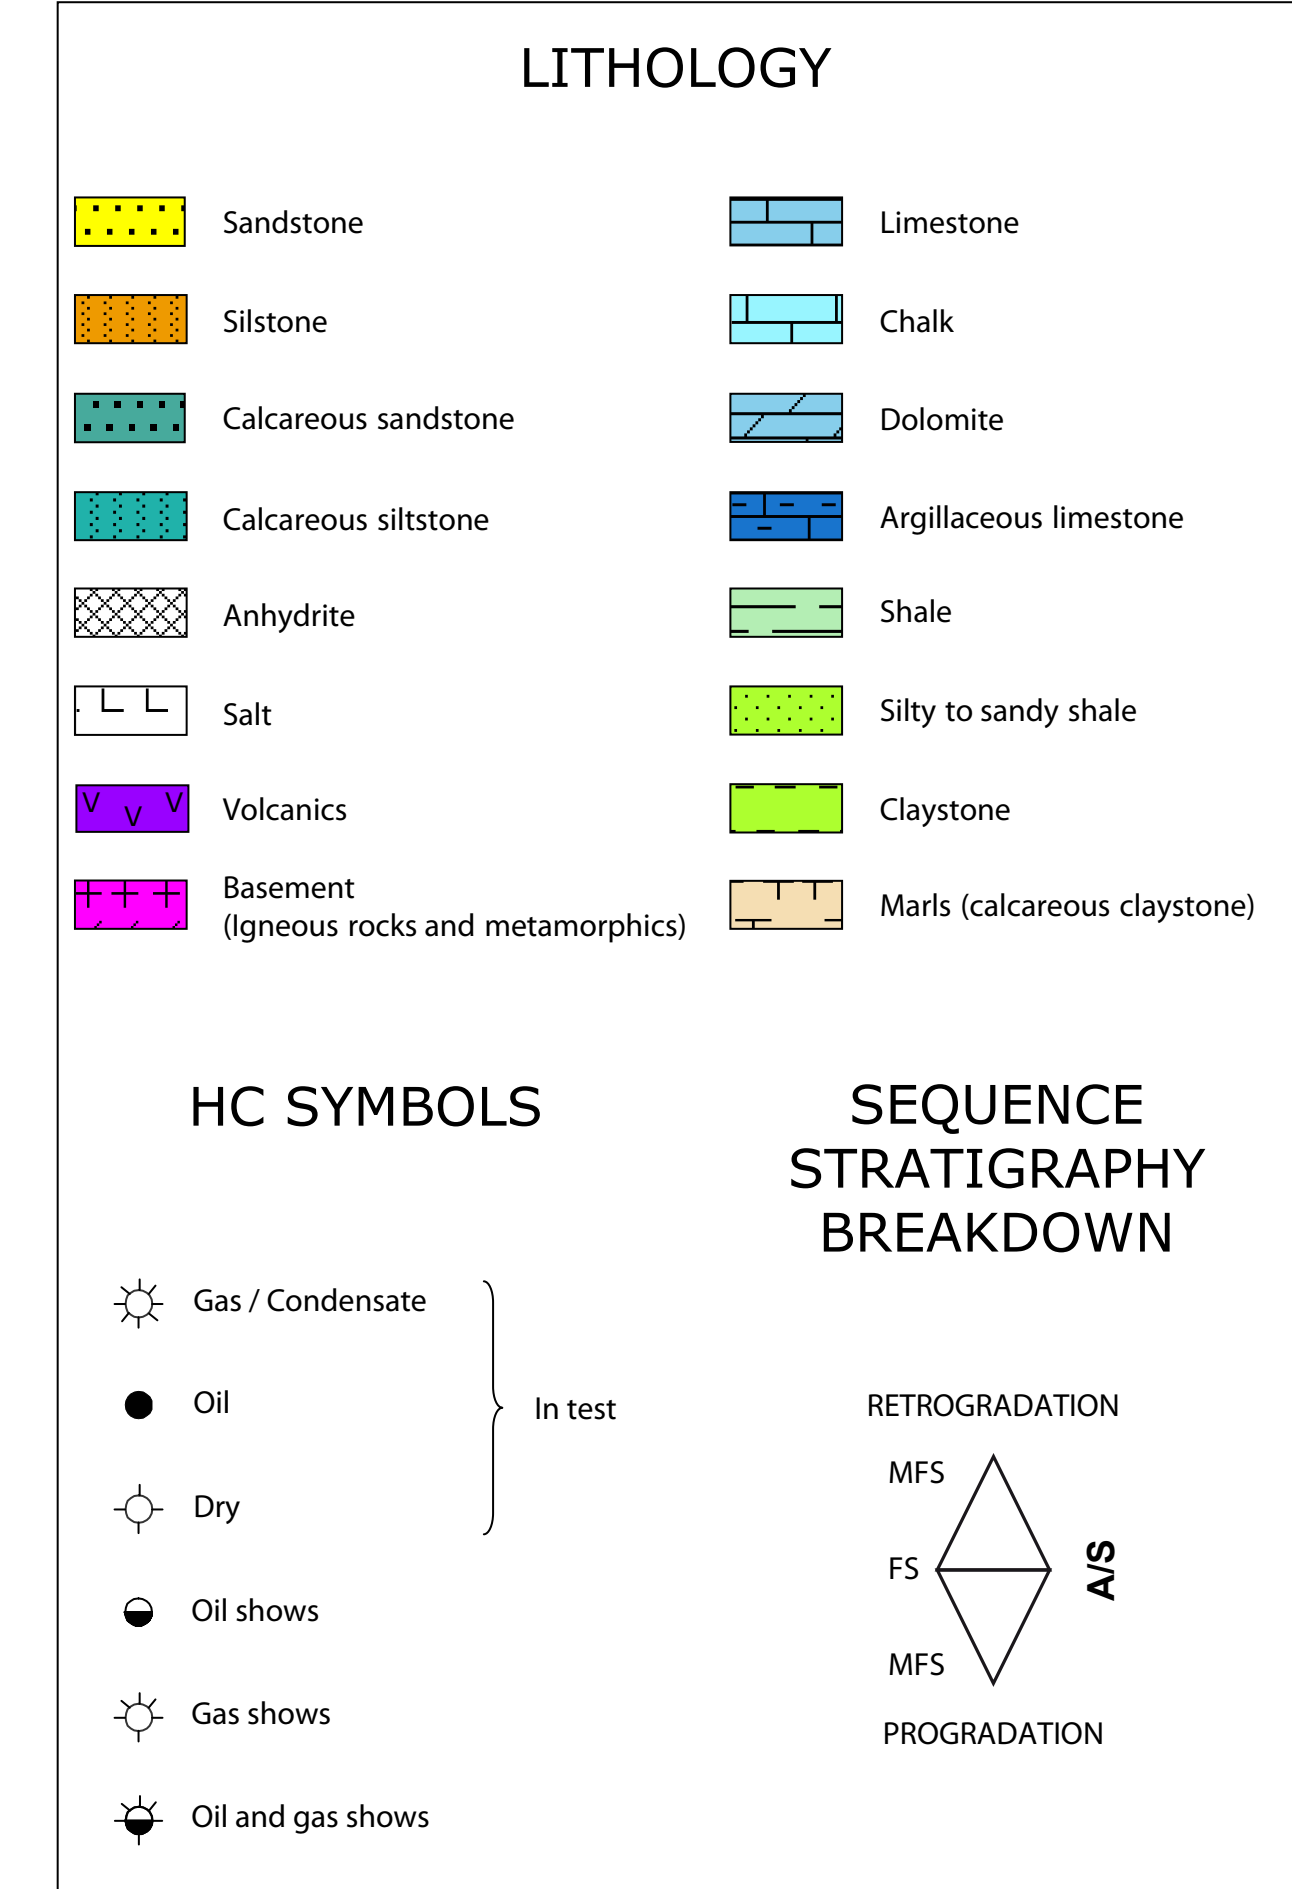 LITHOLOGY
Sandstone
Silstone
Calcareous sandstone
Calcareous siltstone
Anhydrite
Salt
Volcanics
Basement
(Igneous rocks and metamorphics)
Limestone
Chalk
Dolomite
Argillaceous limestone
Shale
Silty to sandy shale
Claystone
Marls (calcareous claystone)
HC SYMBOLS
Gas / Condensate
Oil
Dry
In test
Oil shows
Gas shows
Oil and gas shows
SEQUENCE
STRATIGRAPHY
BREAKDOWN
RETROGRADATION
MFS
FS
A/S
MFS
PROGRADATION